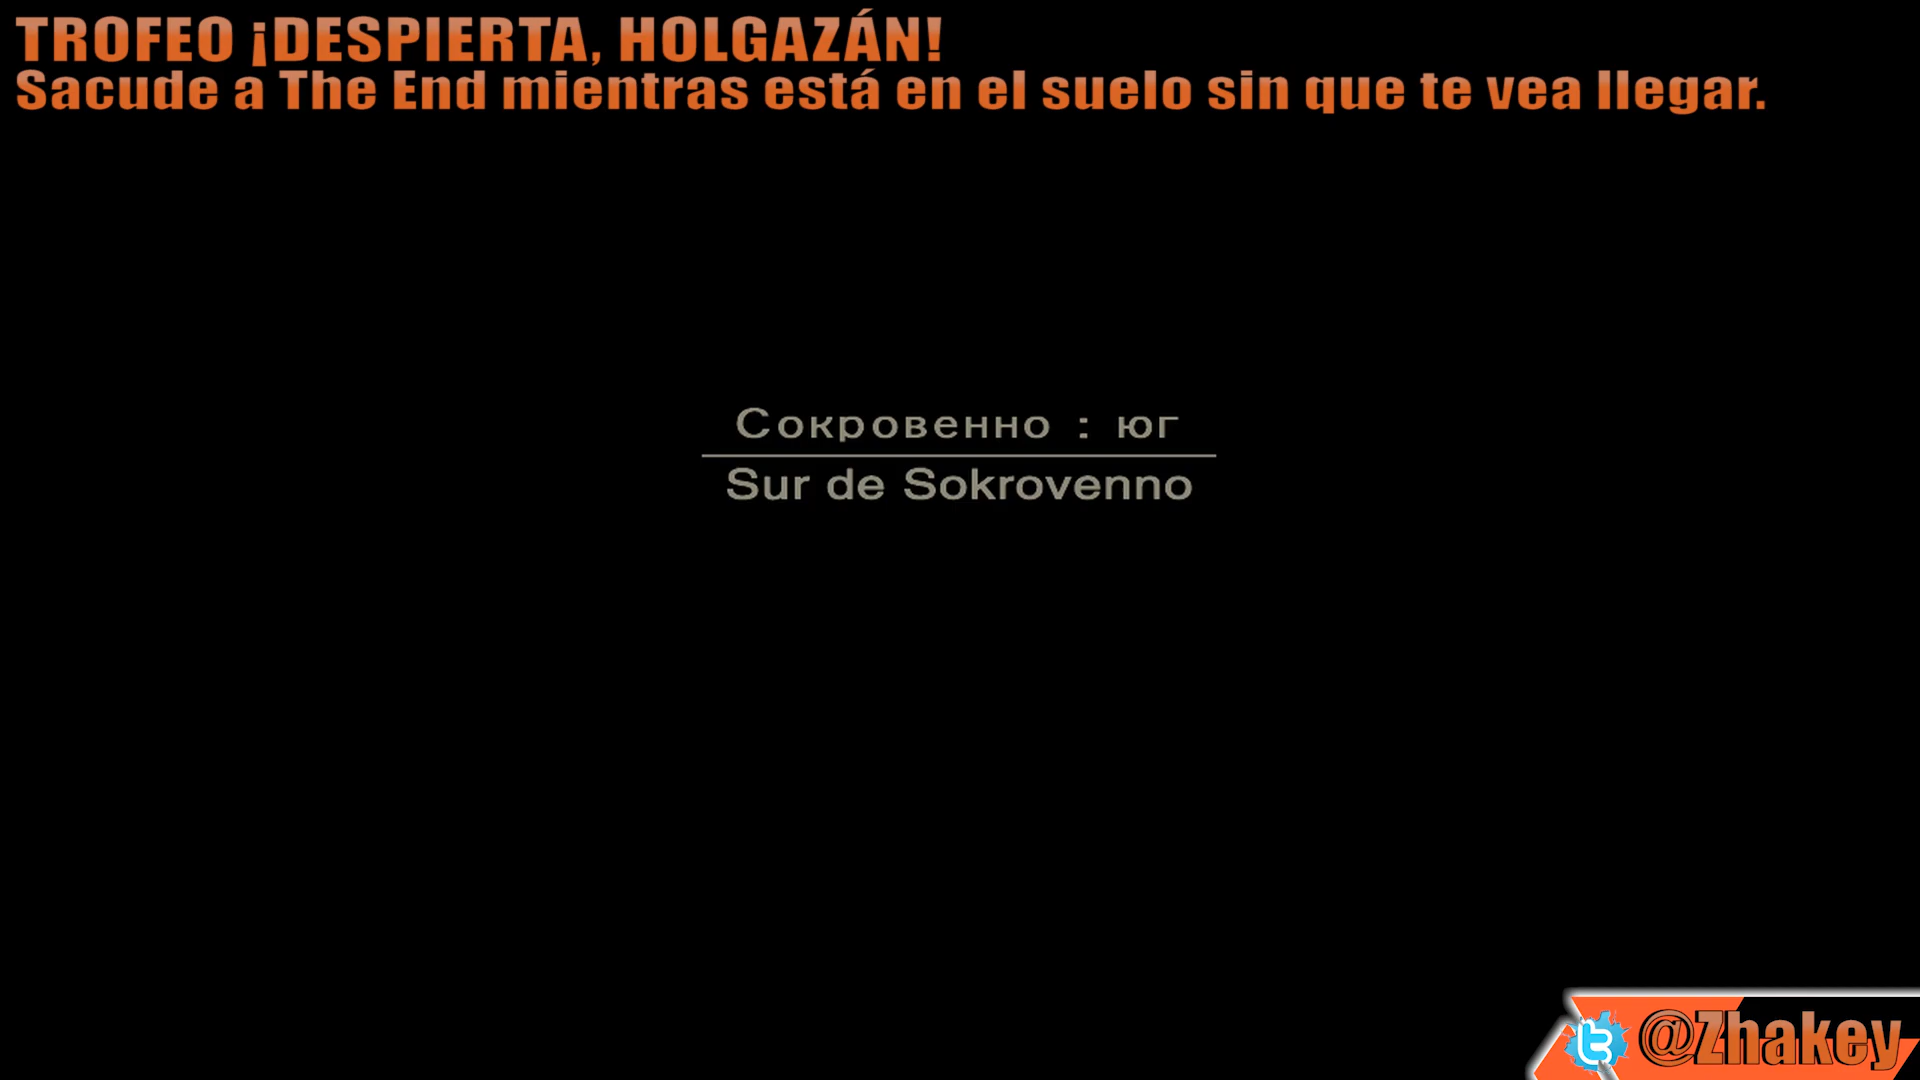 TROFEO ¡DESPIERTA, HOLGAZÁN!
Sacude a The End mientras está en el suelo sin que te vea llegar.
Сокровенно : юг
Sur de Sokrovenno
@Zhakey